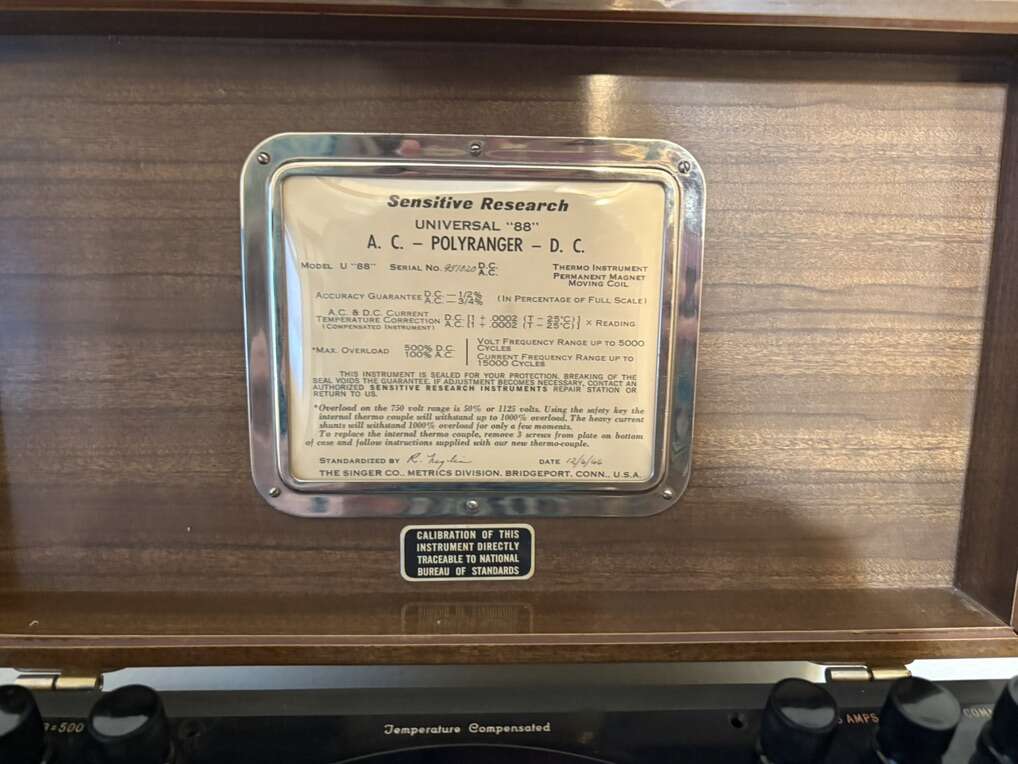 Sensitive Research
UNIVERSAL "88"
A. C. – POLYRANGER – D. C.
MODEL U "88" SERIAL NO. 951020 D.C. A.C.
THERMO INSTRUMENT
PERMANENT MAGNET
MOVING COIL
ACCURACY GUARANTEE D.C. — 1/2% (IN PERCENTAGE OF FULL SCALE)
A.C. — 3/4%
A.C. & D.C. CURRENT
TEMPERATURE CORRECTION
(COMPENSATED INSTRUMENT)
D.C. [1 + .0002 (T – 25°C)] × READING
A.C. [1 + .0002 (T – 25°C)]
*MAX. OVERLOAD 500% D.C.
100% A.C.
VOLT FREQUENCY RANGE UP TO 5000
CYCLES
CURRENT FREQUENCY RANGE UP TO
15000 CYCLES
THIS INSTRUMENT IS SEALED FOR YOUR PROTECTION. BREAKING OF THE
SEAL VOIDS THE GUARANTEE. IF ADJUSTMENT BECOMES NECESSARY, CONTACT AN
AUTHORIZED SENSITIVE RESEARCH INSTRUMENTS REPAIR STATION OR
RETURN TO US.
*Overload on the 750 volt range is 50% or 1125 volts. Using the safety key the
internal thermo couple will withstand up to 1000% overload. The heavy current
shunts will withstand 1000% overload for only a few moments.
To replace the internal thermo couple, remove 3 screws from plate on bottom
of case and follow instructions supplied with our new thermo-couple.
STANDARDIZED BY R. DATE 12/6/66
THE SINGER CO., METRICS DIVISION, BRIDGEPORT, CONN., U.S.A.
CALIBRATION OF THIS
INSTRUMENT DIRECTLY
TRACEABLE TO NATIONAL
BUREAU OF STANDARDS
=500
Temperature Compensated
AMPS
COM